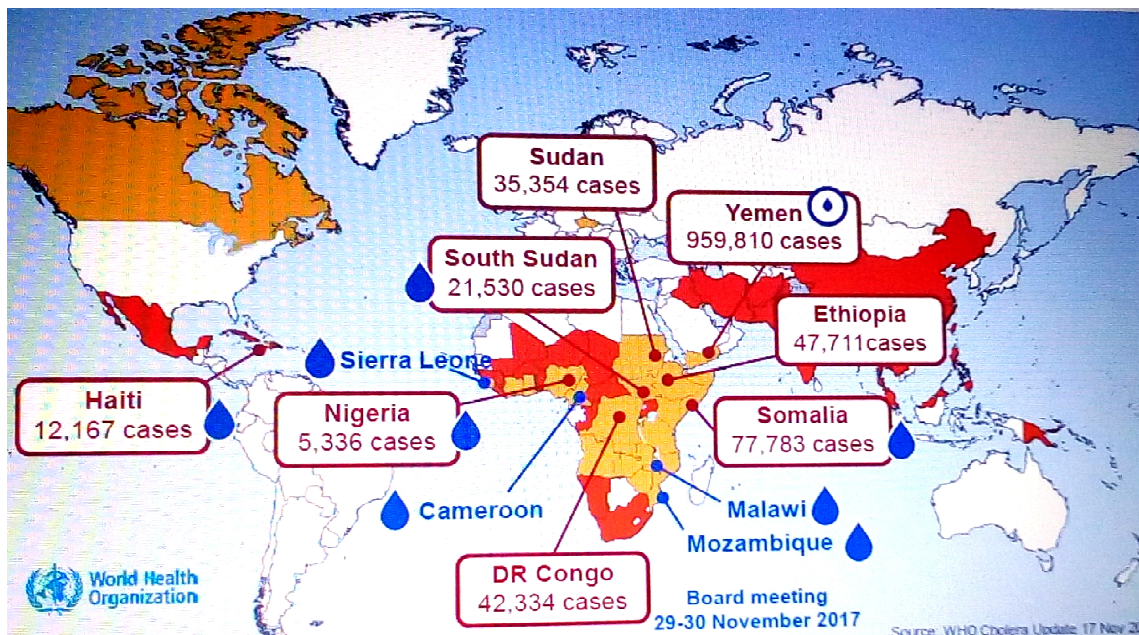 Sudan
35,354 cases
Yemen
959,810 cases
South Sudan
21,530 cases
Ethiopia
47,711cases
Sierra Leone
Haiti
12,167 cases
Nigeria
5,336 cases
Somalia
77,783 cases
Cameroon
Malawi
Mozambique
DR Congo
42,334 cases
World Health
Organization
Board meeting
29-30 November 2017
Source: WHO Cholera Update 17 Nov 20